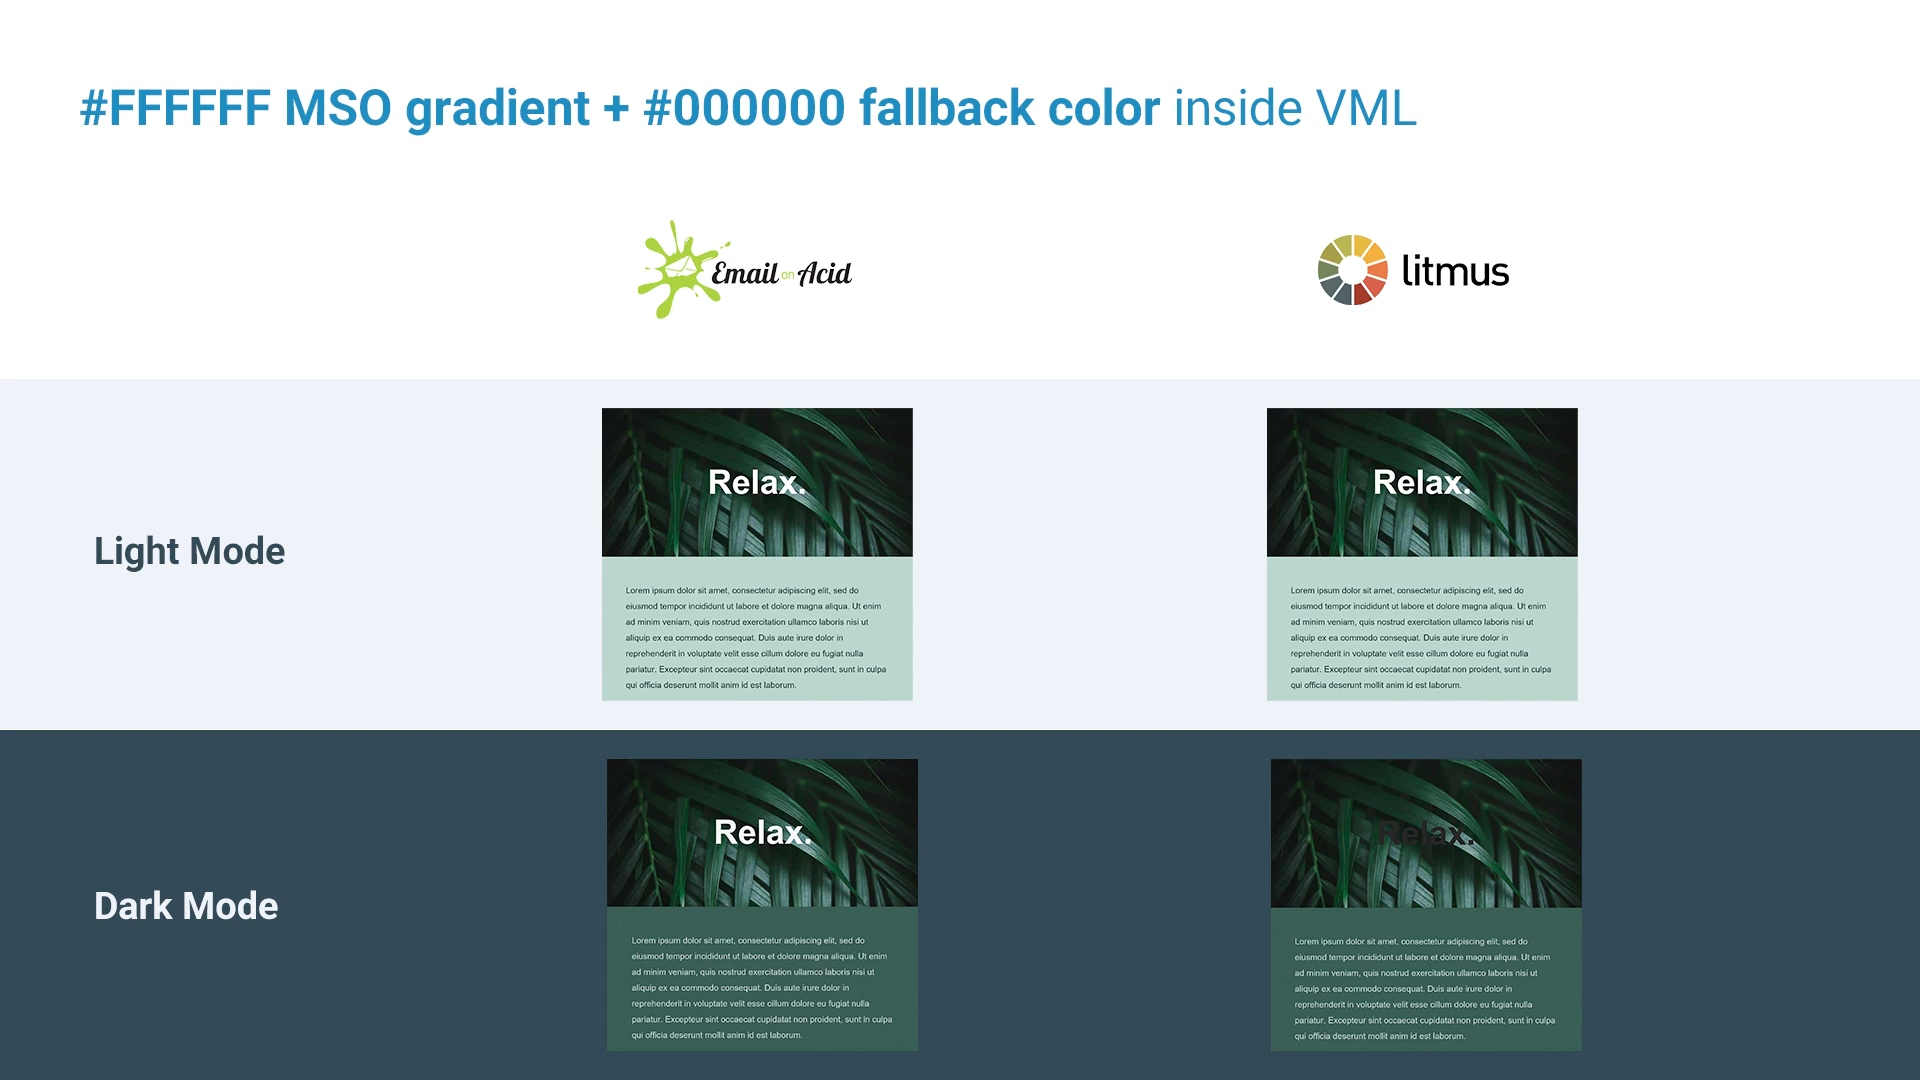 #FFFFFF MSO gradient + #000000 fallback color inside VML
Email on Acid
litmus
Light Mode
Relax.
Lorem ipsum dolor sit amet, consectetur adipiscing elit, sed do
eiusmod tempor incididunt ut labore et dolore magna aliqua. Ut enim
ad minim veniam, quis nostrud exercitation ullamco laboris nisi ut
aliquip ex ea commodo consequat. Duis aute irure dolor in
reprehenderit in voluptate velit esse cillum dolore eu fugiat nulla
pariatur. Excepteur sint occaecat cupidatat non proident, sunt in culpa
qui officia deserunt mollit anim id est laborum.
Relax.
Lorem ipsum dolor sit amet, consectetur adipiscing elit, sed do
eiusmod tempor incididunt ut labore et dolore magna aliqua. Ut enim
ad minim veniam, quis nostrud exercitation ullamco laboris nisi ut
aliquip ex ea commodo consequat. Duis aute irure dolor in
reprehenderit in voluptate velit esse cillum dolore eu fugiat nulla
pariatur. Excepteur sint occaecat cupidatat non proident, sunt in culpa
qui officia deserunt mollit anim id est laborum.
Dark Mode
Relax.
Lorem ipsum dolor sit amet, consectetur adipiscing elit, sed do
eiusmod tempor incididunt ut labore et dolore magna aliqua. Ut enim
ad minim veniam, quis nostrud exercitation ullamco laboris nisi ut
aliquip ex ea commodo consequat. Duis aute irure dolor in
reprehenderit in voluptate velit esse cillum dolore eu fugiat nulla
pariatur. Excepteur sint occaecat cupidatat non proident, sunt in culpa
qui officia deserunt mollit anim id est laborum.
Relax.
Lorem ipsum dolor sit amet, consectetur adipiscing elit, sed do
eiusmod tempor incididunt ut labore et dolore magna aliqua. Ut enim
ad minim veniam, quis nostrud exercitation ullamco laboris nisi ut
aliquip ex ea commodo consequat. Duis aute irure dolor in
reprehenderit in voluptate velit esse cillum dolore eu fugiat nulla
pariatur. Excepteur sint occaecat cupidatat non proident, sunt in culpa
qui officia deserunt mollit anim id est laborum.